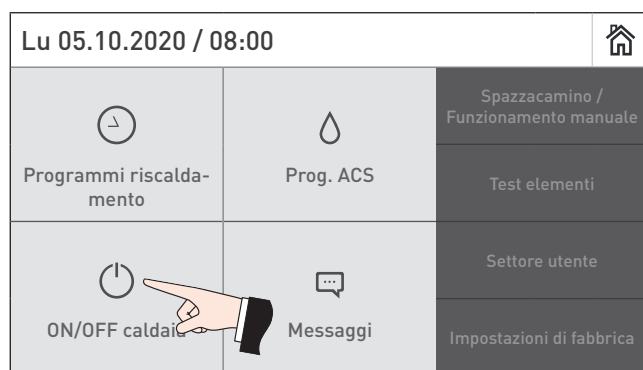 Lu 05.10.2020 / 08:00
Spazzacamino /
Funzionamento manuale
Programmi riscalda-
mento
Prog. ACS
Test elementi
Settore utente
ON/OFF caldaia
Messaggi
Impostazioni di fabbrica